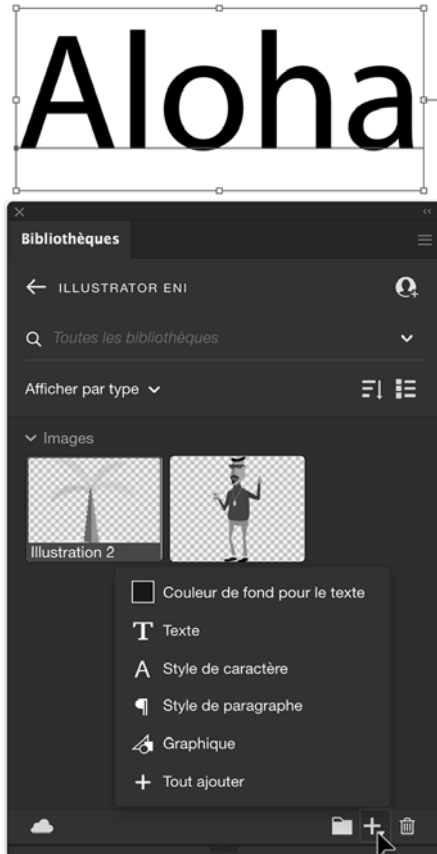 Aloha
Bibliothèques
ILLUSTRATOR ENI
Toutes les bibliothèques
Afficher par type
Images
Illustration 2
Couleur de fond pour le texte
T Texte
A Style de caractère
¶ Style de paragraphe
Graphique
+ Tout ajouter